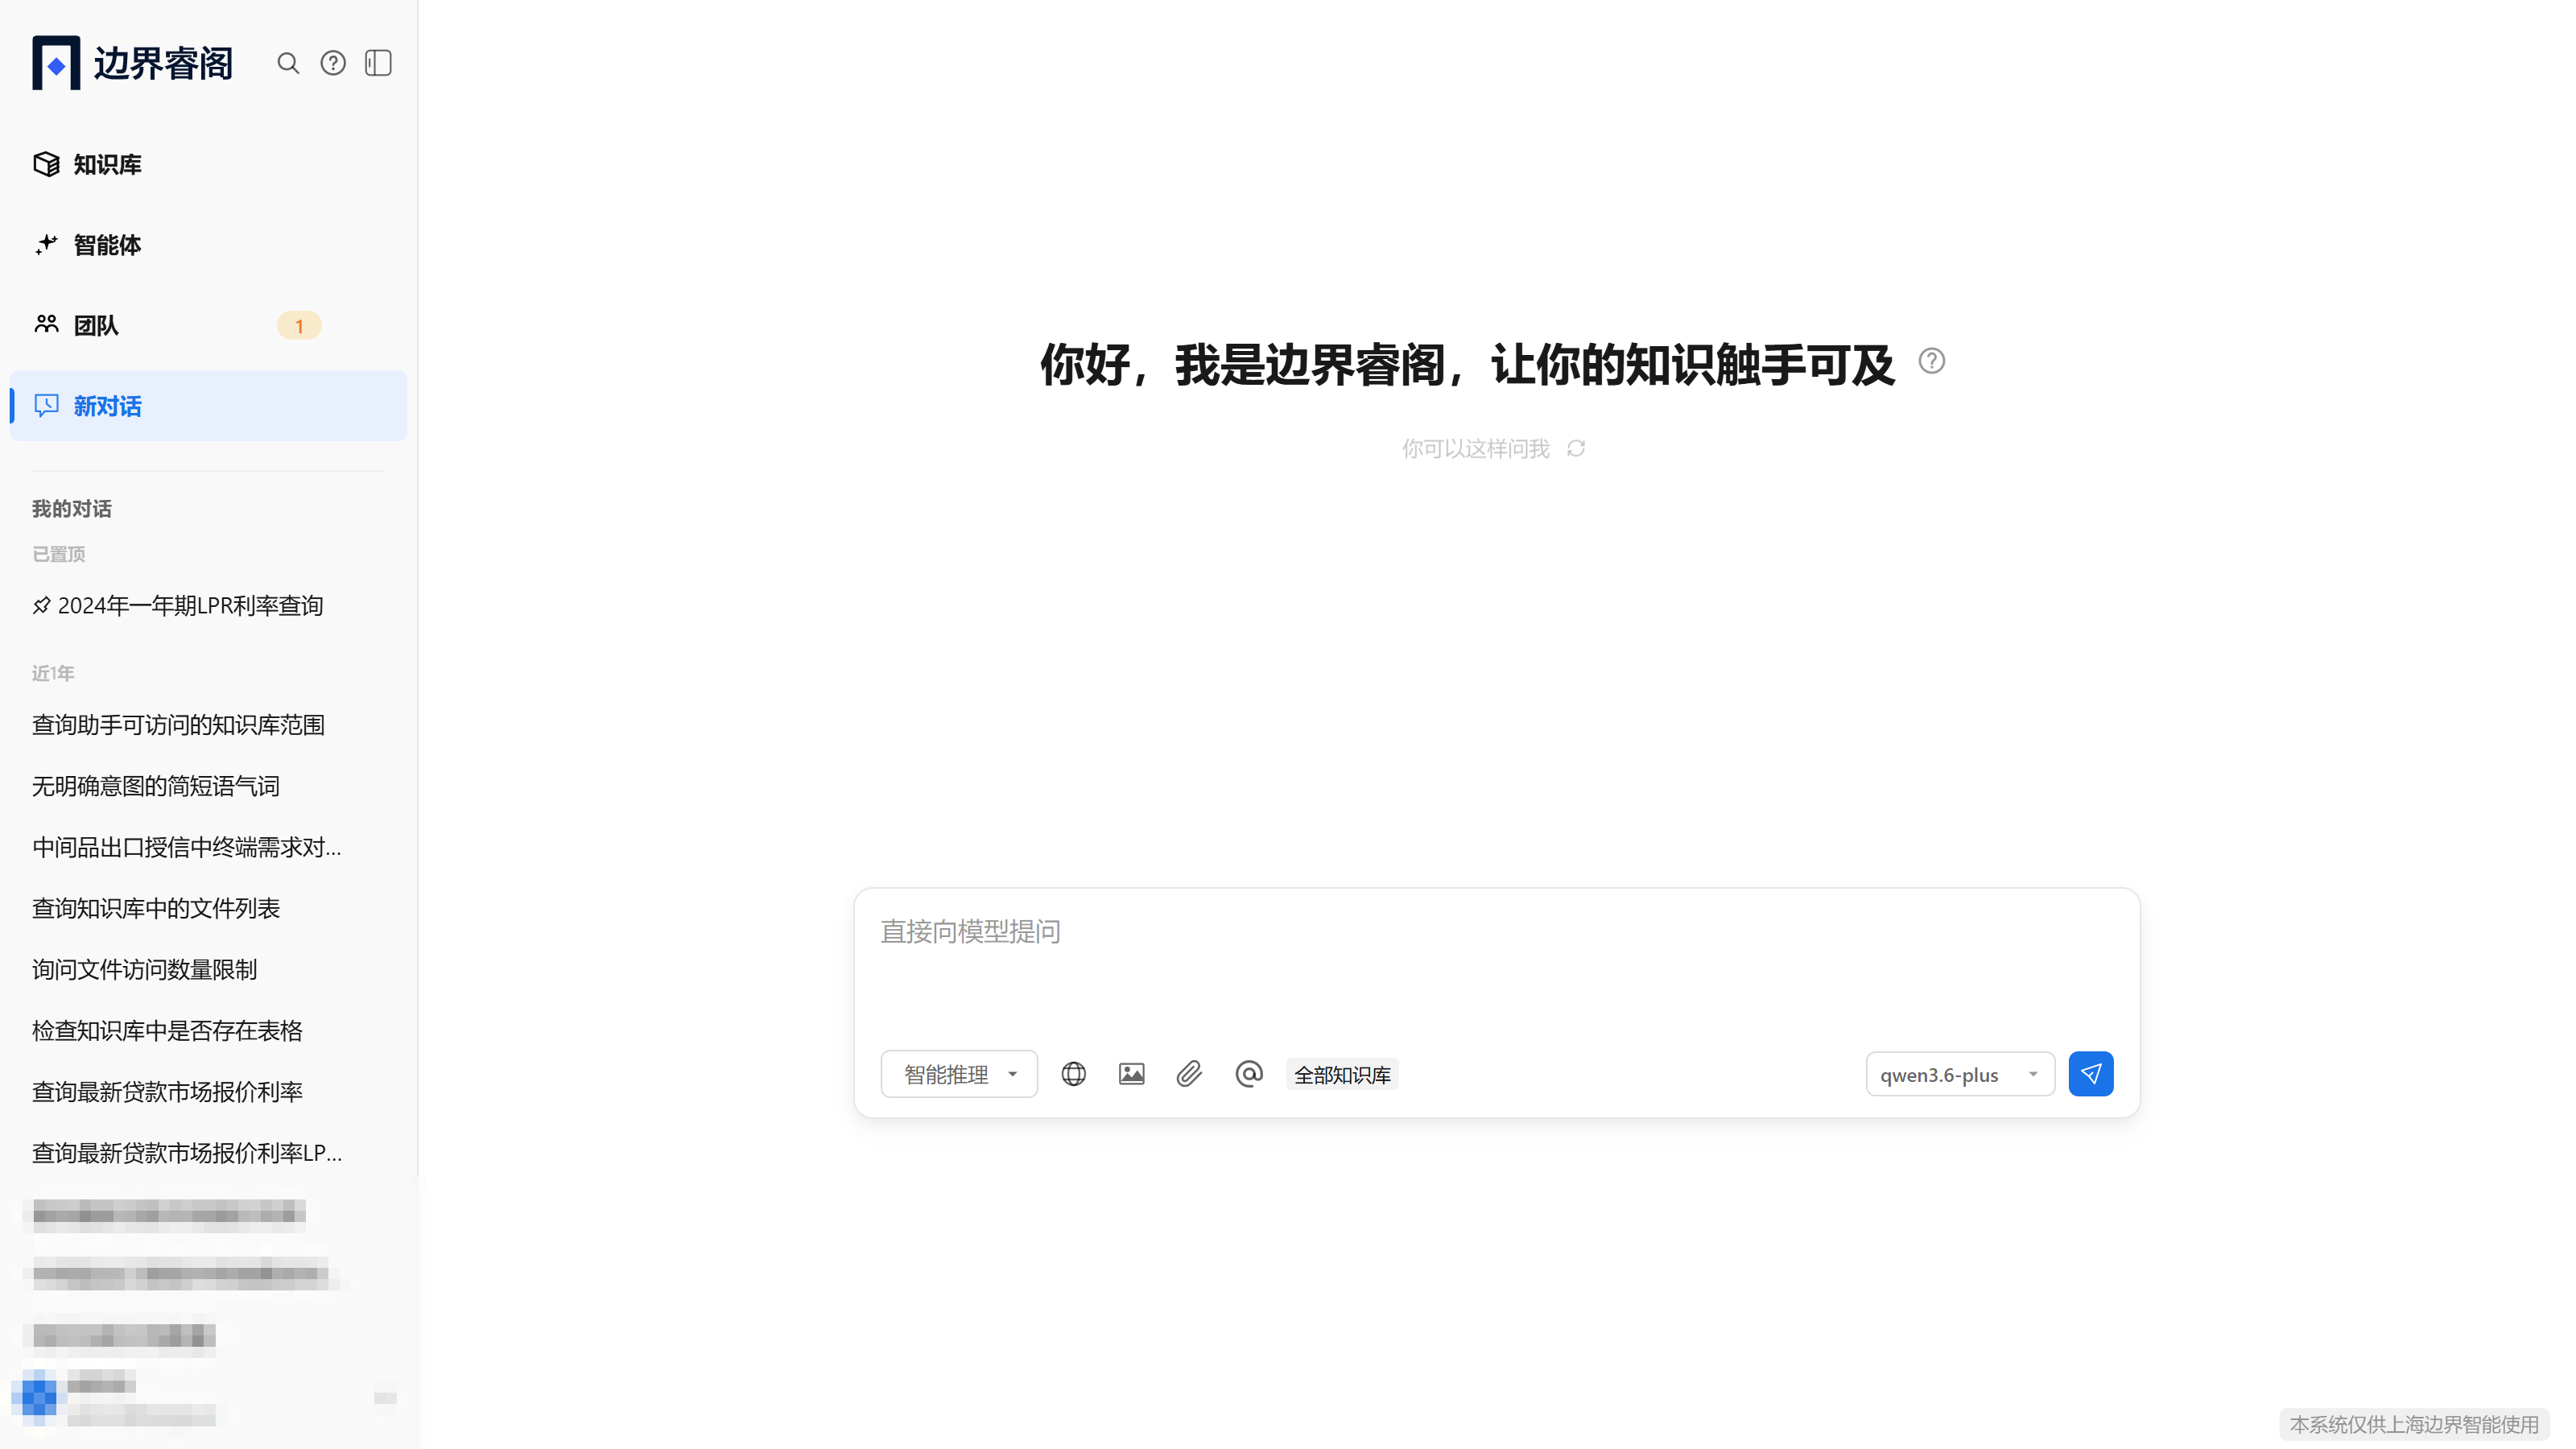 边界睿阁
知识库
智能体
团队
1
新对话
我的对话
已置顶
2024年一年期LPR利率查询
近1年
查询助手可访问的知识库范围
无明确意图的简短语气词
中间品出口授信中终端需求对...
查询知识库中的文件列表
询问文件访问数量限制
检查知识库中是否存在表格
查询最新贷款市场报价利率
查询最新贷款市场报价利率LP...
你好，我是边界睿阁，让你的知识触手可及
你可以这样问我
直接向模型提问
智能推理
全部知识库
qwen3.6-plus
本系统仅供上海边界智能使用